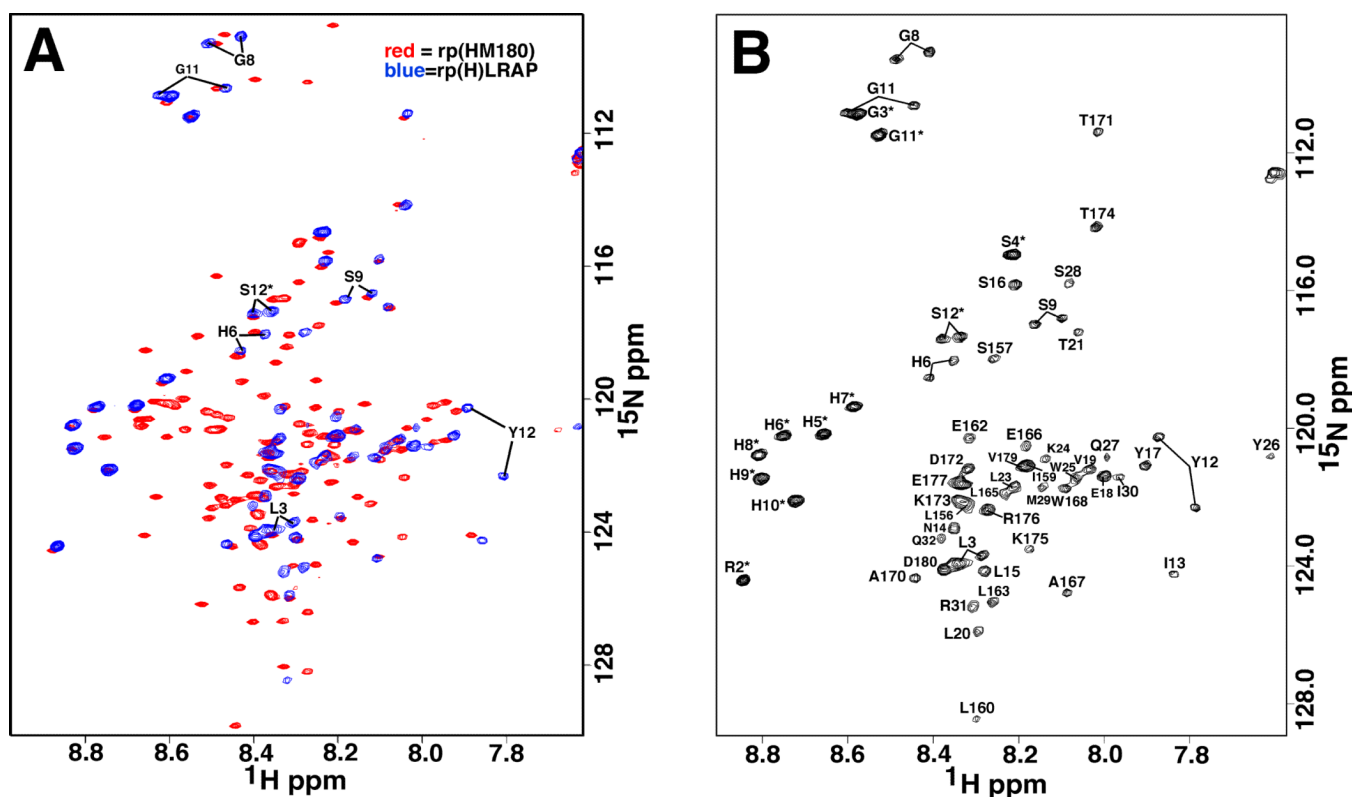 A
red = rp(HM180)
blue=rp(H)LRAP
G8
G11
S12*
S9
H6
Y12
L3
112
116
120
124
128
15N ppm
8.8
8.6
8.4
8.2
8.0
7.8
1H ppm
B
G8
G11
G3*
G11*
T171
T174
S4*
S16
S28
S12*
S9
T21
H6
S157
H7*
H6*
H5*
H8*
H9*
H10*
E162
E166
K24
Q27
Y17
Y12
Y26
D172
V179
W25
V19
I159
E177
L23
L165
M29
W168
E18
I30
K173
L156
R176
N14
Q32
K175
L3
D180
R2*
A170
L15
I13
L163
A167
R31
L20
L160
112.0
116.0
120.0
124.0
128.0
15N ppm
8.8
8.6
8.4
8.2
8.0
7.8
1H ppm